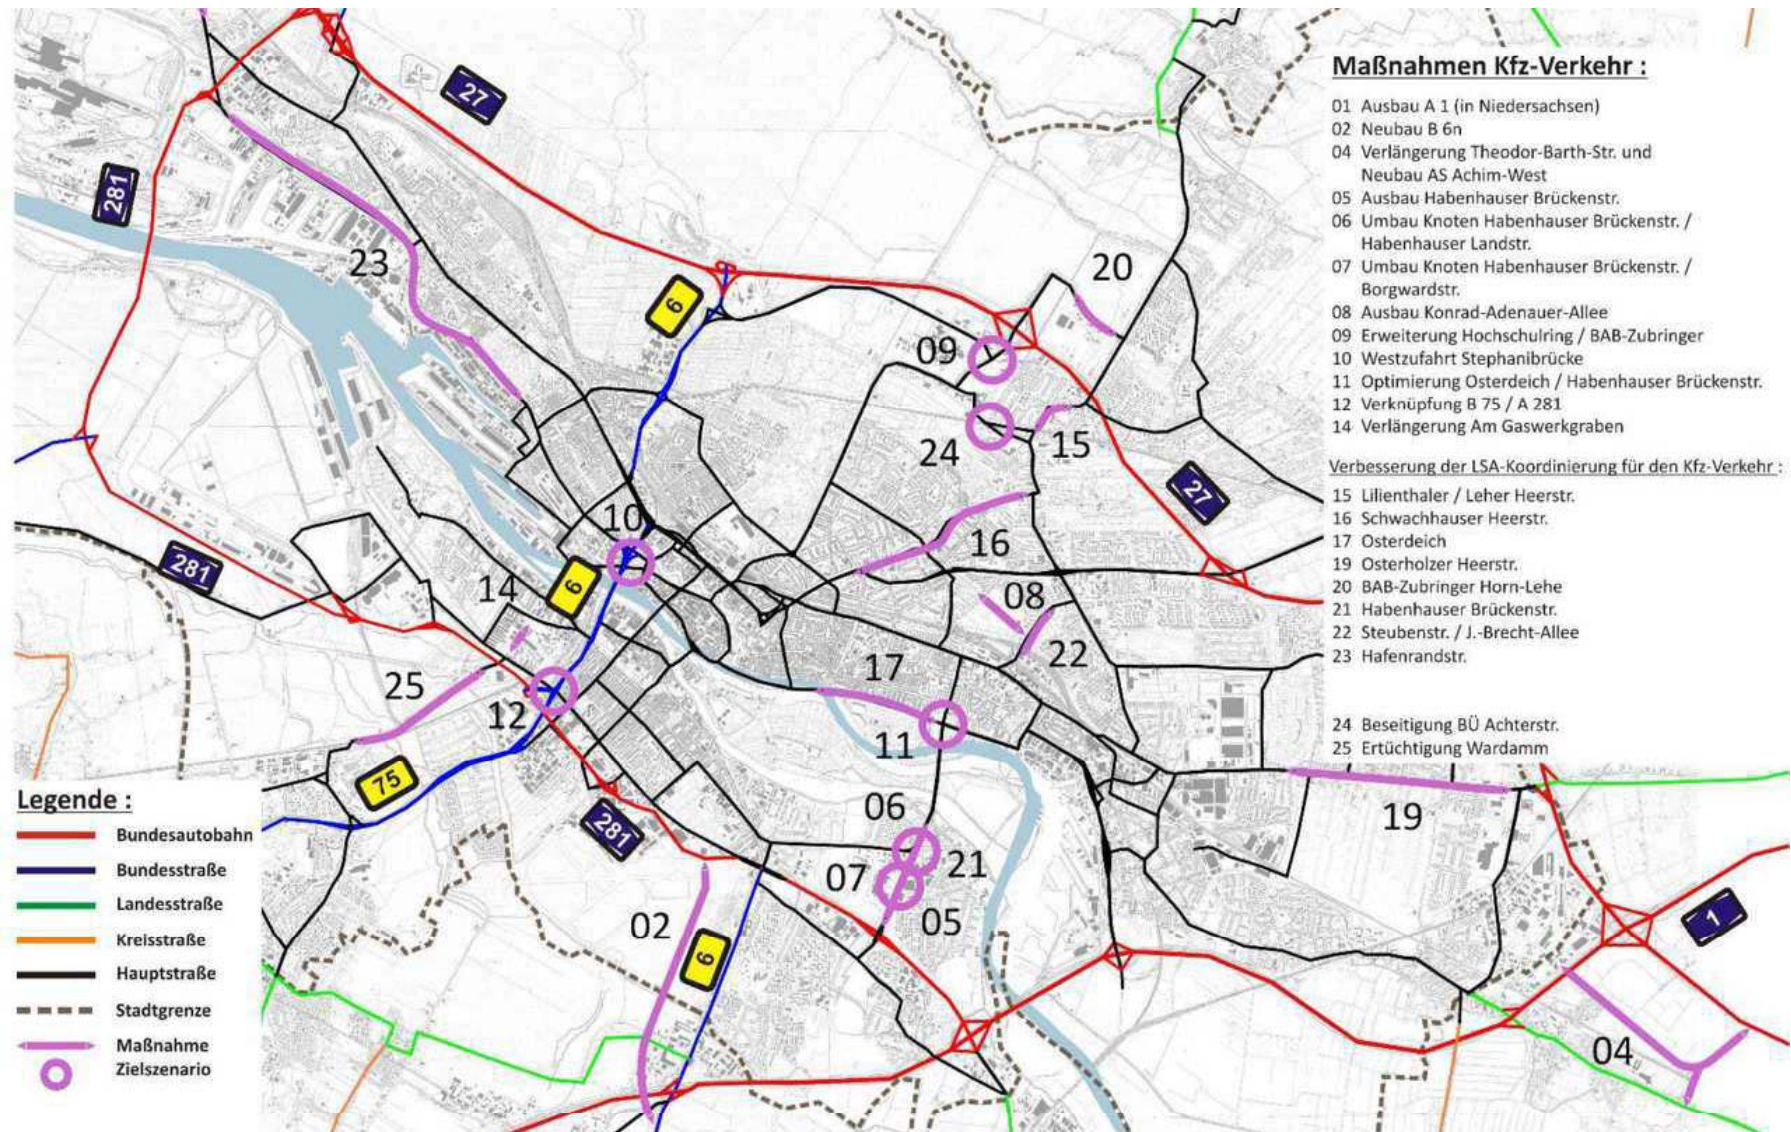 Maßnahmen Kfz-Verkehr :
01 Ausbau A 1 (in Niedersachsen)
02 Neubau B 6n
04 Verlängerung Theodor-Barth-Str. und
Neubau AS Achim-West
05 Ausbau Habenhauser Brückenstr.
06 Umbau Knoten Habenhauser Brückenstr. /
Habenhauser Landstr.
07 Umbau Knoten Habenhauser Brückenstr. /
Borgwardstr.
08 Ausbau Konrad-Adenauer-Allee
09 Erweiterung Hochschulring / BAB-Zubringer
10 Westzufahrt Stephanibrücke
11 Optimierung Osterdeich / Habenhauser Brückenstr.
12 Verknüpfung B 75 / A 281
14 Verlängerung Am Gaswerkgraben
Verbesserung der LSA-Koordinierung für den Kfz-Verkehr :
15 Lilienthaler / Leher Heerstr.
16 Schwachhauser Heerstr.
17 Osterdeich
19 Osterholzer Heerstr.
20 BAB-Zubringer Horn-Lehe
21 Habenhauser Brückenstr.
22 Steubenstr. / J.-Brecht-Allee
23 Hafenrandstr.
24 Beseitigung BÜ Achterstr.
25 Ertüchtigung Wardamm
27
281
23
6
20
09
24
15
27
10
16
281
14
6
08
22
17
25
12
11
75
06
19
281
07
21
02
05
6
1
04
Legende :
Bundesautobahn
Bundesstraße
Landesstraße
Kreisstraße
Hauptstraße
Stadtgrenze
Maßnahme
Zielszenario